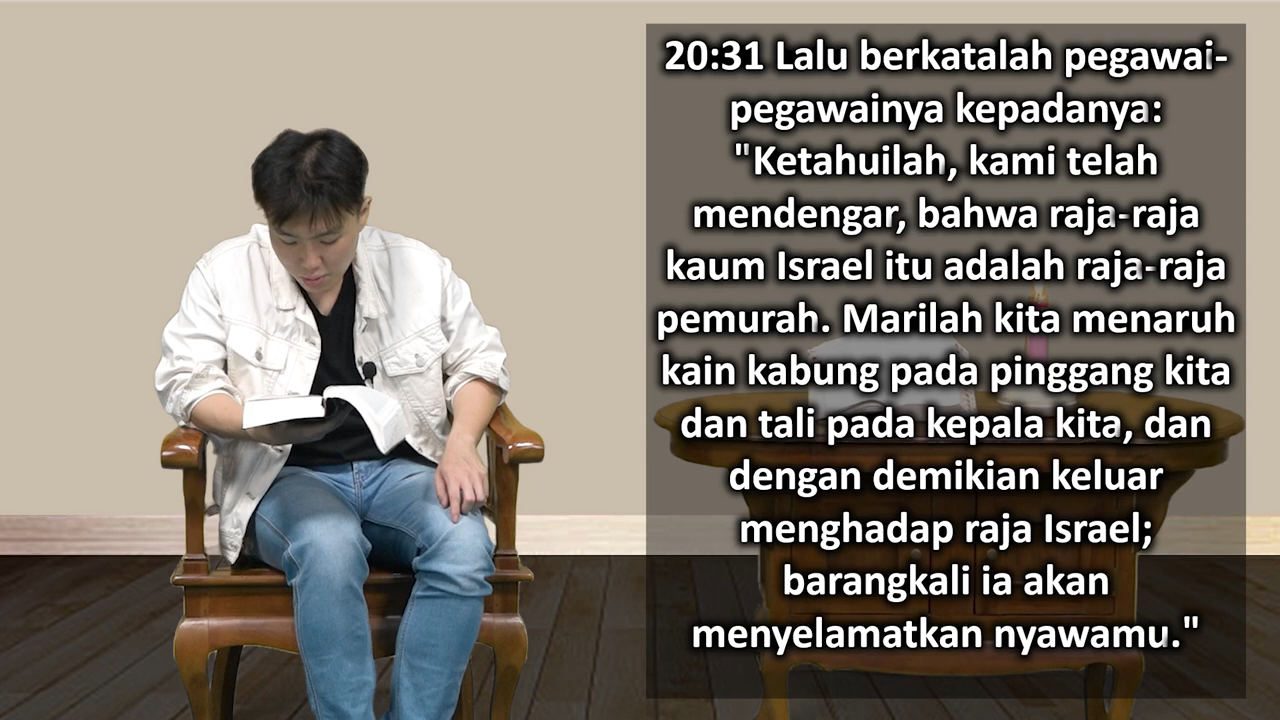 20:31 Lalu berkatalah pegawai-
pegawainya kepadanya:
"Ketahuilah, kami telah
mendengar, bahwa raja-raja
kaum Israel itu adalah raja-raja
pemurah. Marilah kita menaruh
kain kabung pada pinggang kita
dan tali pada kepala kita, dan
dengan demikian keluar
menghadap raja Israel;
barangkali ia akan
menyelamatkan nyawamu."